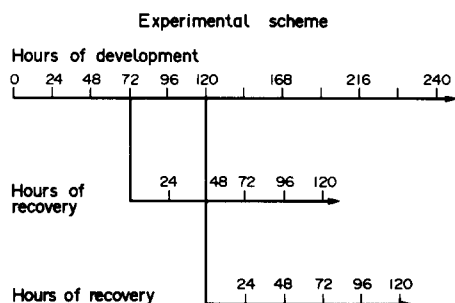 Experimental scheme
Hours of development
0 24 48 72 96 120 168 216 240
24 48 72 96 120
Hours of
recovery
24 48 72 96 120
Hours of recovery